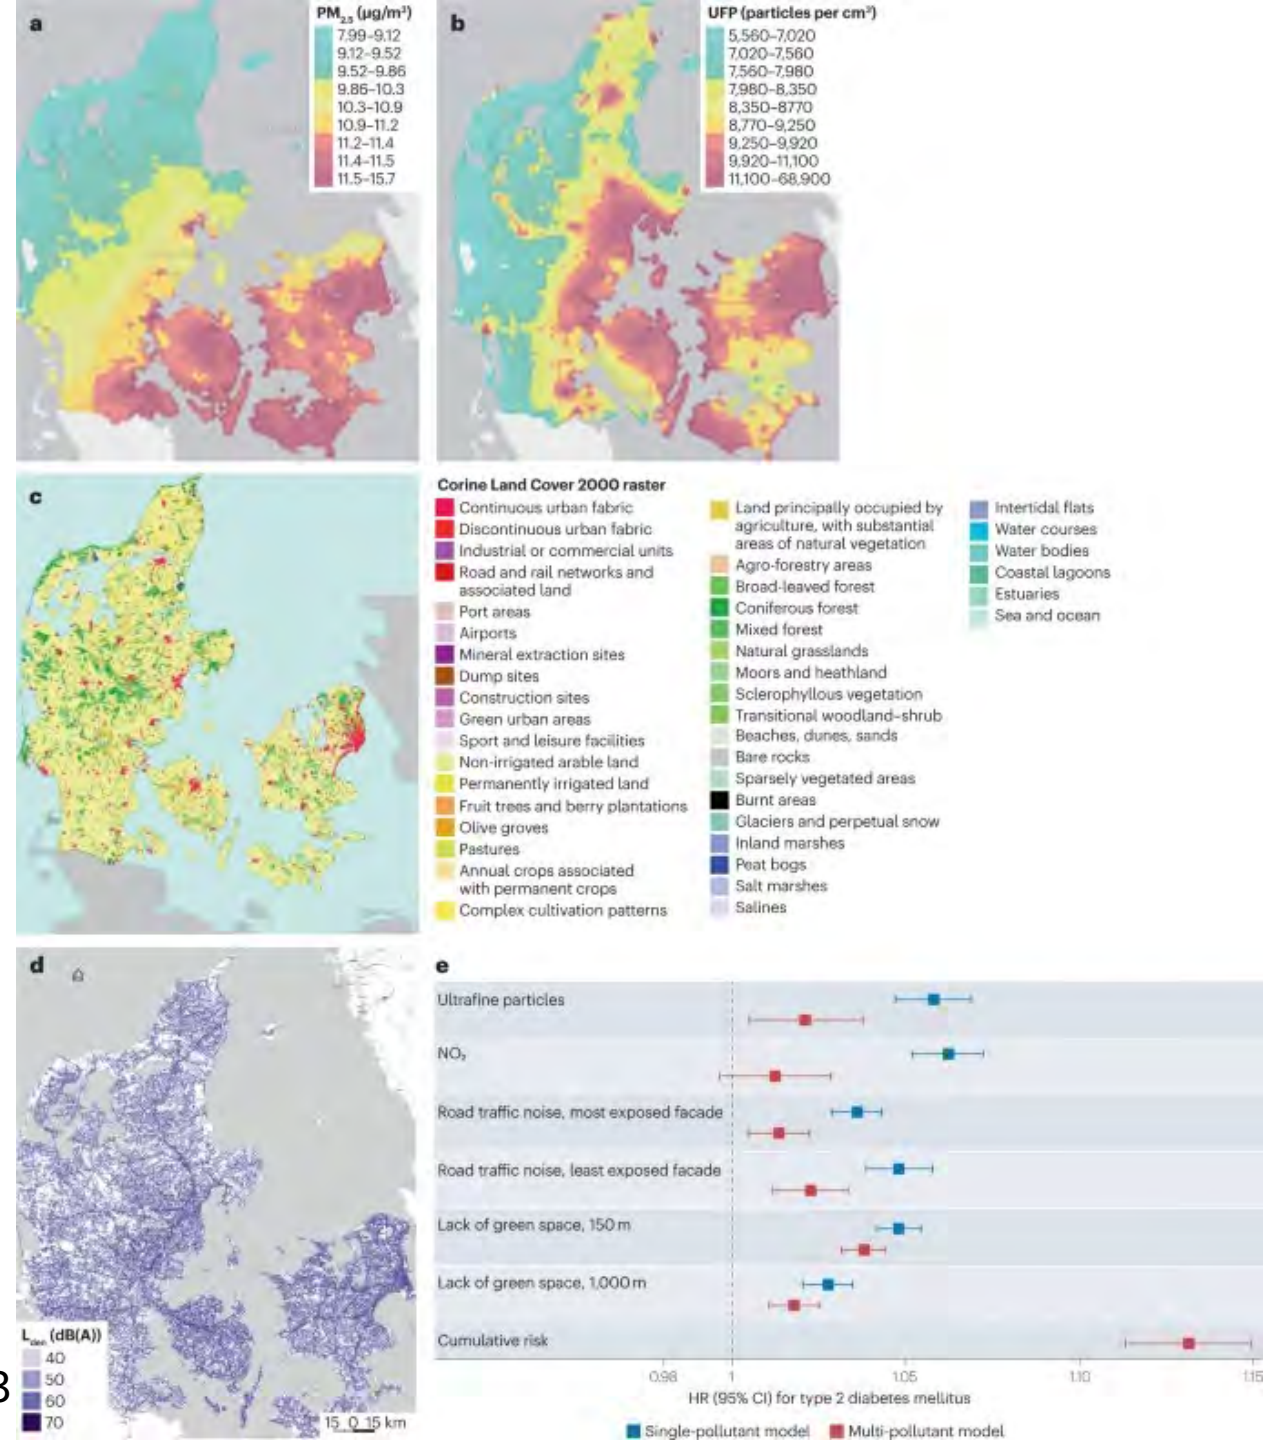 a
PM2.5 (µg/m³)
7.99–9.12
9.12–9.52
9.52–9.86
9.86–10.3
10.3–10.9
10.9–11.2
11.2–11.4
11.4–11.5
11.5–15.7
b
UFP (particles per cm³)
5,560–7,020
7,020–7,560
7,560–7,980
7,980–8,350
8,350–8770
8,770–9,250
9,250–9,920
9,920–11,100
11,100–68,900
c
Corine Land Cover 2000 raster
Continuous urban fabric
Discontinuous urban fabric
Industrial or commercial units
Road and rail networks and
associated land
Port areas
Airports
Mineral extraction sites
Dump sites
Construction sites
Green urban areas
Sport and leisure facilities
Non-irrigated arable land
Permanently irrigated land
Fruit trees and berry plantations
Olive groves
Pastures
Annual crops associated
with permanent crops
Complex cultivation patterns
Land principally occupied by
agriculture, with substantial
areas of natural vegetation
Agro-forestry areas
Broad-leaved forest
Coniferous forest
Mixed forest
Natural grasslands
Moors and heathland
Sclerophyllous vegetation
Transitional woodland–shrub
Beaches, dunes, sands
Bare rocks
Sparsely vegetated areas
Burnt areas
Glaciers and perpetual snow
Inland marshes
Peat bogs
Salt marshes
Salines
Intertidal flats
Water courses
Water bodies
Coastal lagoons
Estuaries
Sea and ocean
d
Lden (dB(A))
40
50
60
70
15 0 15 km
3
e
Ultrafine particles
NO₂
Road traffic noise, most exposed facade
Road traffic noise, least exposed facade
Lack of green space, 150 m
Lack of green space, 1,000 m
Cumulative risk
0.98 1 1.05 1.10 1.15
HR (95% CI) for type 2 diabetes mellitus
Single-pollutant model Multi-pollutant model